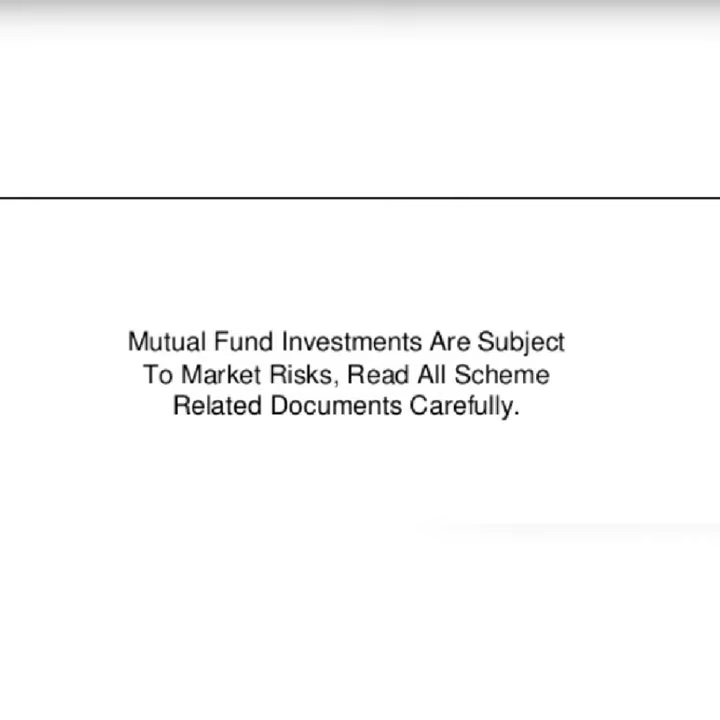 Mutual Fund Investments Are Subject
To Market Risks, Read All Scheme
Related Documents Carefully.